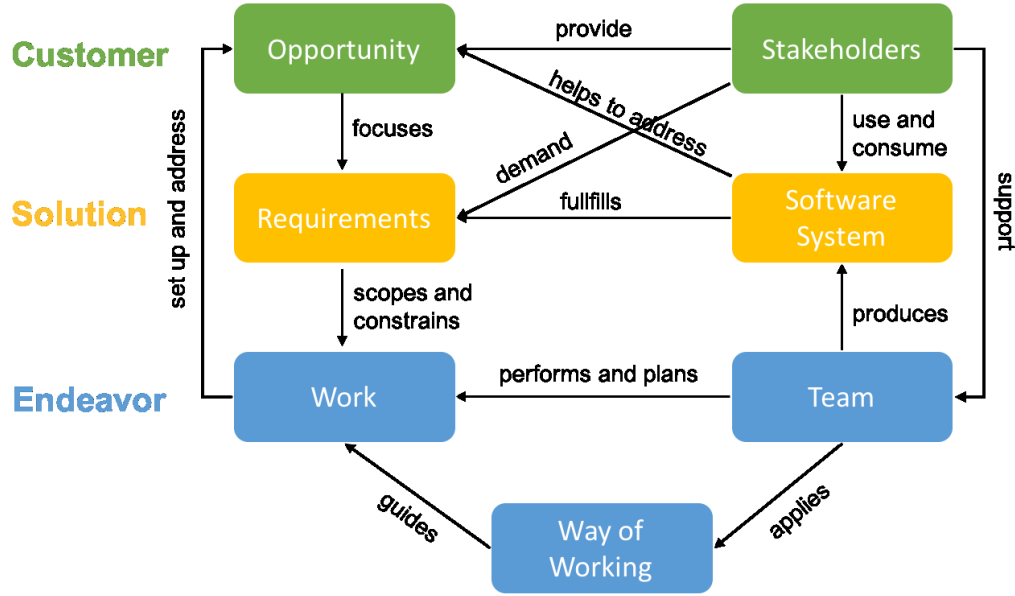 Customer
Opportunity
provide
Stakeholders
helps to address
focuses
use and
consume
set up and address
demand
support
Solution
Requirements
fullfills
Software
System
scopes and
constrains
produces
Endeavor
Work
performs and plans
Team
guides
applies
Way of
Working